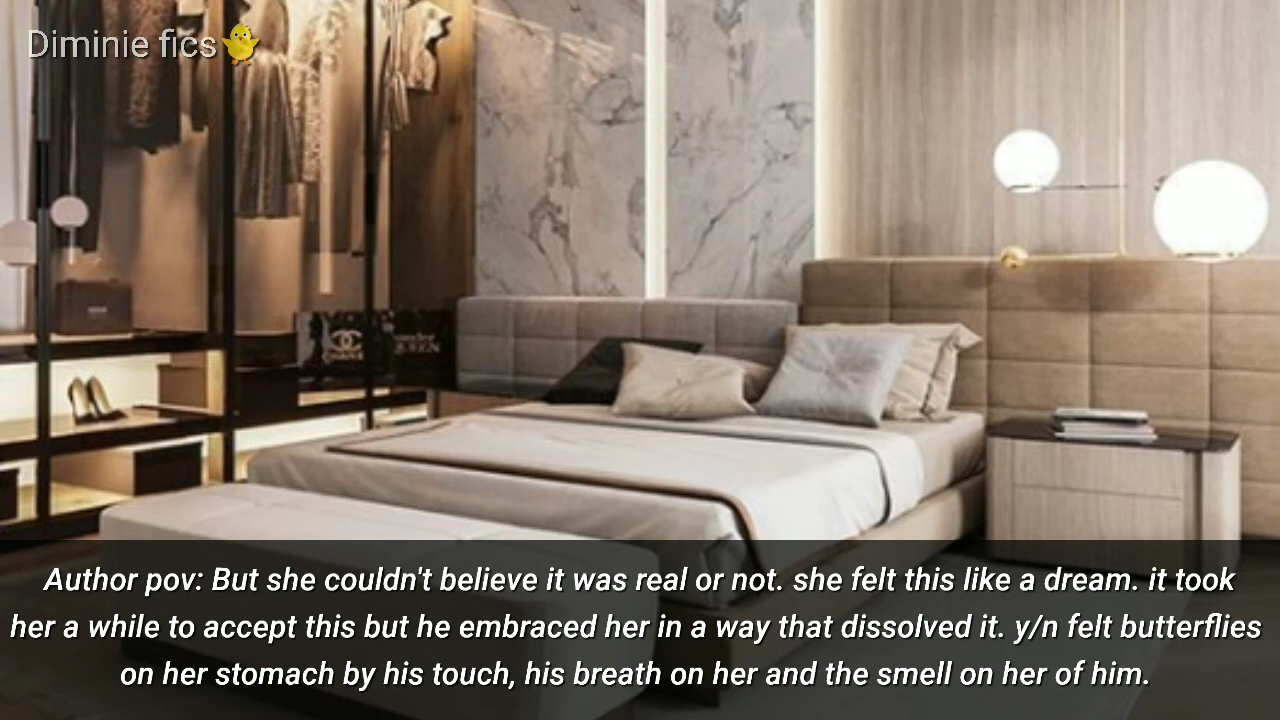 Diminie fics🐤
CHANEL
QUEEN
Author pov: But she couldn't believe it was real or not. she felt this like a dream. it took
her a while to accept this but he embraced her in a way that dissolved it. y/n felt butterflies
on her stomach by his touch, his breath on her and the smell on her of him.